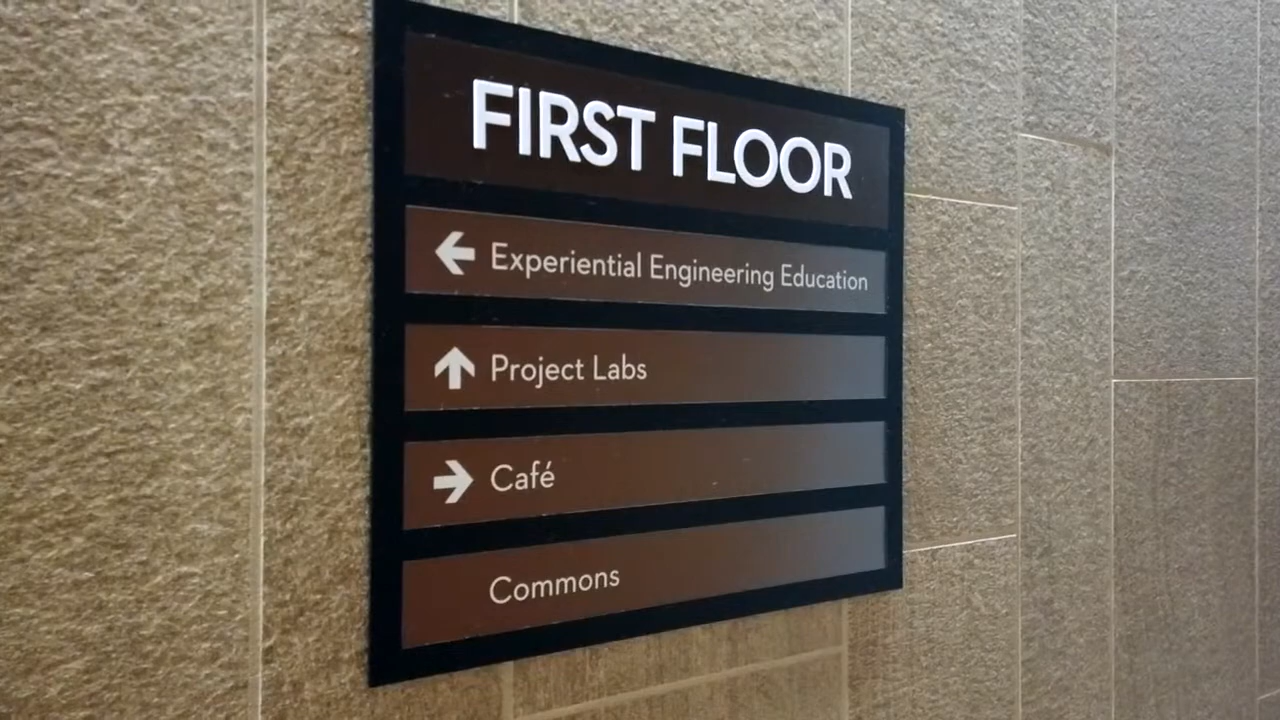 FIRST FLOOR
← Experiential Engineering Education
↑ Project Labs
→ Café
Commons